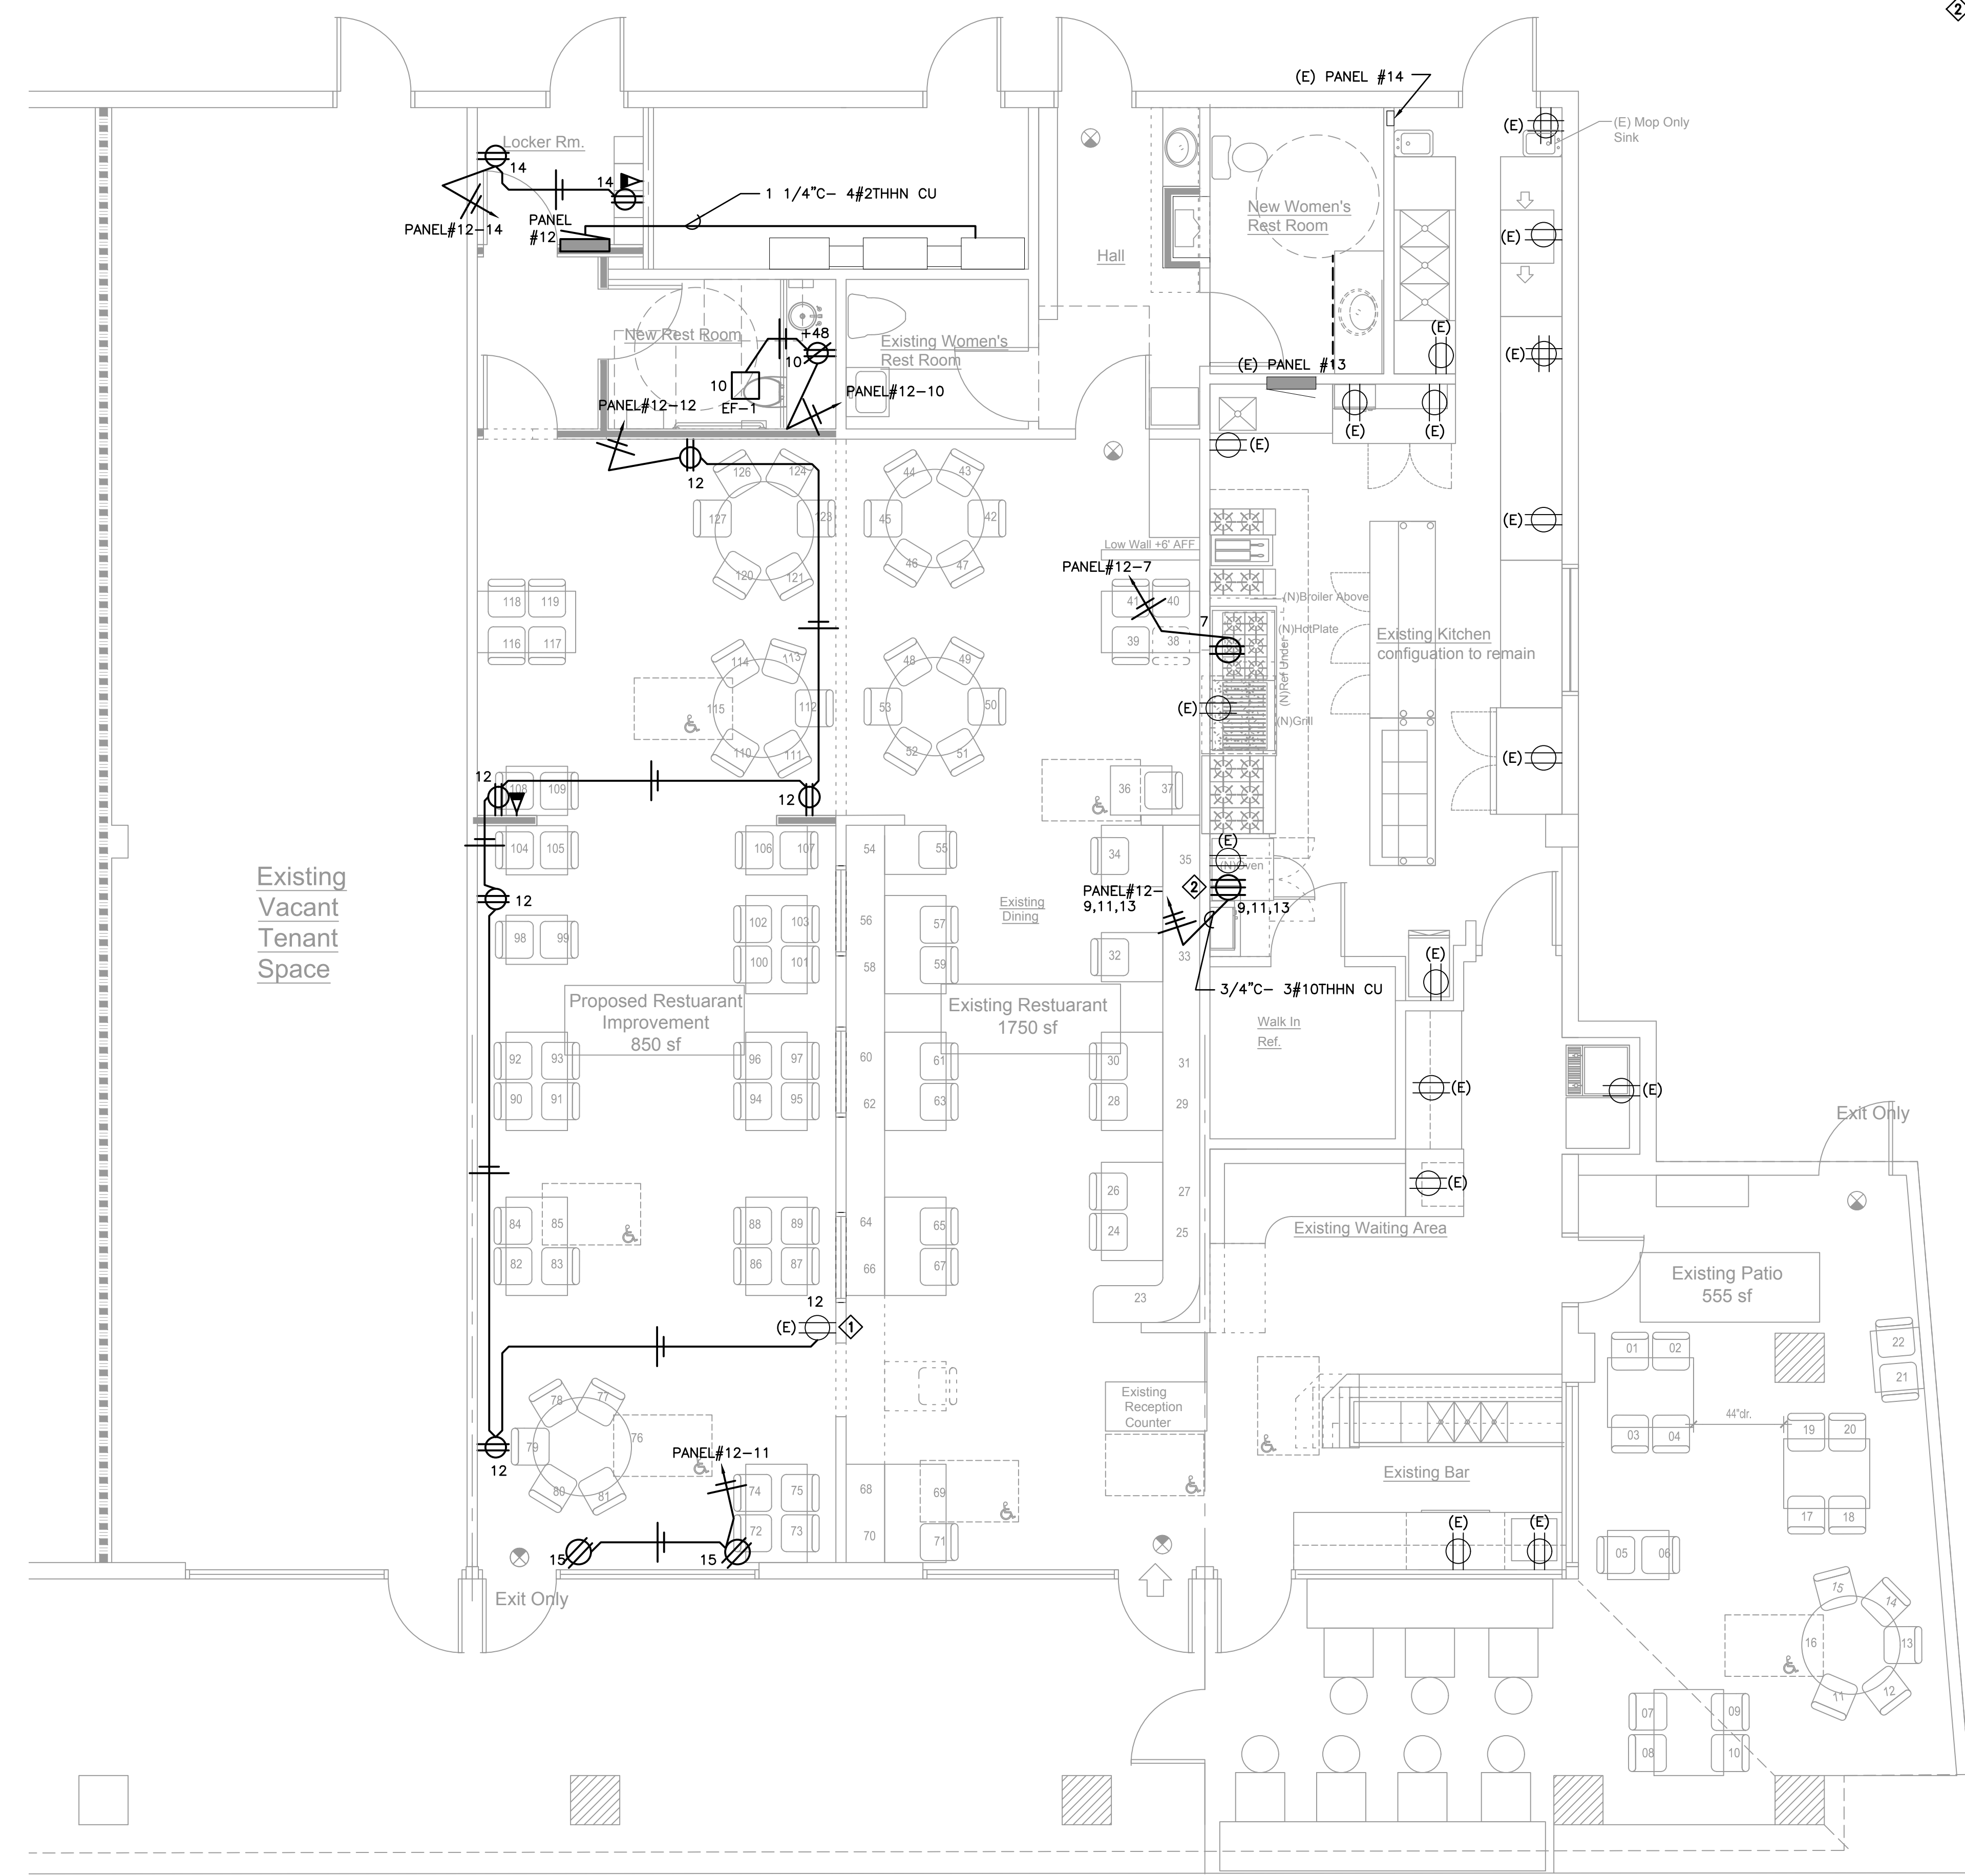 2
(E) PANEL #14
(E)
(E) Mop Only
Sink
Locker Rm.
14
14
1 1/4"C- 4#2THHN CU
PANEL#12-14
PANEL
#12
New Women's
Rest Room
(E)
Hall
New Rest Room
+48
10
Existing Women's
Rest Room
(E)
(E)
(E) PANEL #13
10
EF-1
PANEL#12-10
PANEL#12-12
(E)
(E)
(E)
12
126
124
44
43
127
123
45
42
(E)
120
121
46
47
Low Wall +6' AFF
PANEL#12-7
118
119
41
40
(N)Broiler Above
7
116
117
39
38
(N)HotPlate
Existing Kitchen
configuation to remain
(N)Ref Under
114
113
48
49
115
112
53
50
(E)
(N)Grill
110
111
52
51
(E)
12
108
109
12
36
37
104
105
106
107
54
55
34
35
(E)
(N)Oven
PANEL#12-
9,11,13
2
9,11,13
12
Existing
Dining
102
103
56
57
98
99
100
101
58
59
32
33
(E)
3/4"C- 3#10THHN CU
Existing
Vacant
Tenant
Space
Proposed Restuarant
Improvement
850 sf
Existing Restuarant
1750 sf
Walk In
Ref.
92
93
96
97
60
61
30
31
90
91
94
95
62
63
28
29
(E)
(E)
Exit Only
26
27
(E)
84
85
88
89
64
65
24
25
Existing Waiting Area
82
83
86
87
66
67
23
Existing Patio
555 sf
12
(E)
1
01
02
22
21
78
77
79
76
80
81
12
Existing
Reception
Counter
44"dr.
03
04
19
20
PANEL#12-11
Existing Bar
74
75
68
69
72
73
70
71
17
18
15
15
(E)
(E)
05
06
Exit Only
15
14
16
13
11
12
07
09
08
10